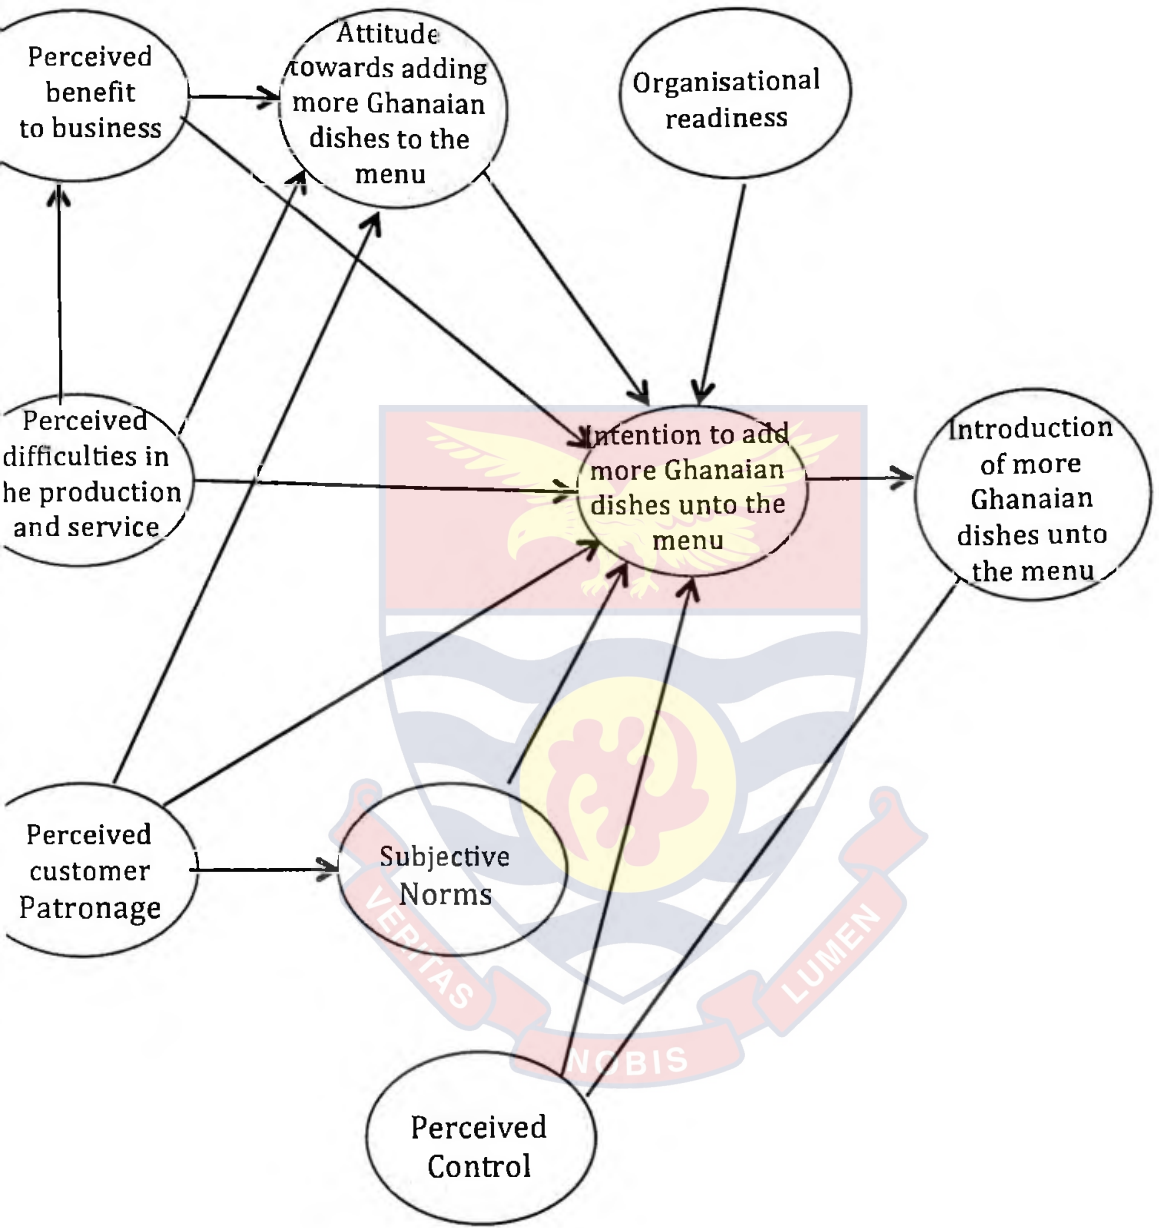 Perceived
benefit
to business
Attitude
towards adding
more Ghanaian
dishes to the
menu
Organisational
readiness
Perceived
difficulties in
he production
and service
Intention to add
more Ghanaian
dishes unto the
menu
Introduction
of more
Ghanaian
dishes unto
the menu
Perceived
customer
Patronage
Subjective
Norms
Perceived
Control
VERITAS
NOBIS
LUMEN